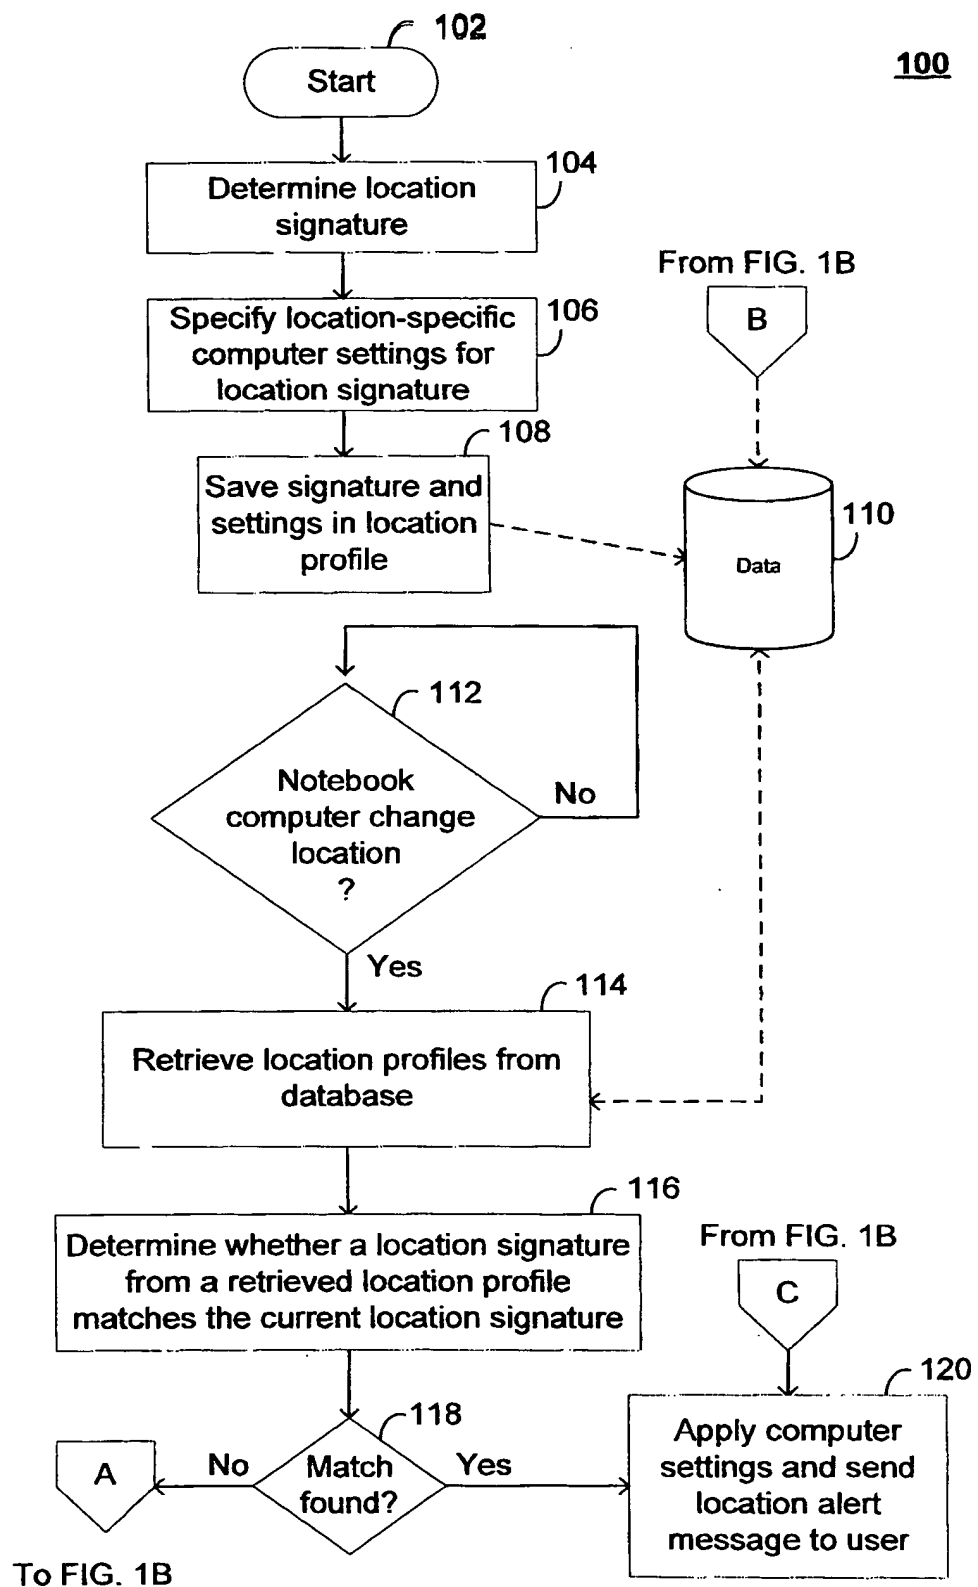 102
100
Start
104
Determine location
signature
From FIG. 1B
B
106
Specify location-specific
computer settings for
location signature
108
Save signature and
settings in location
profile
110
Data
112
Notebook
computer change
location
?
No
Yes
114
Retrieve location profiles from
database
116
Determine whether a location signature
from a retrieved location profile
matches the current location signature
From FIG. 1B
C
118
120
Match
found?
No
Yes
A
Apply computer
settings and send
location alert
message to user
To FIG. 1B